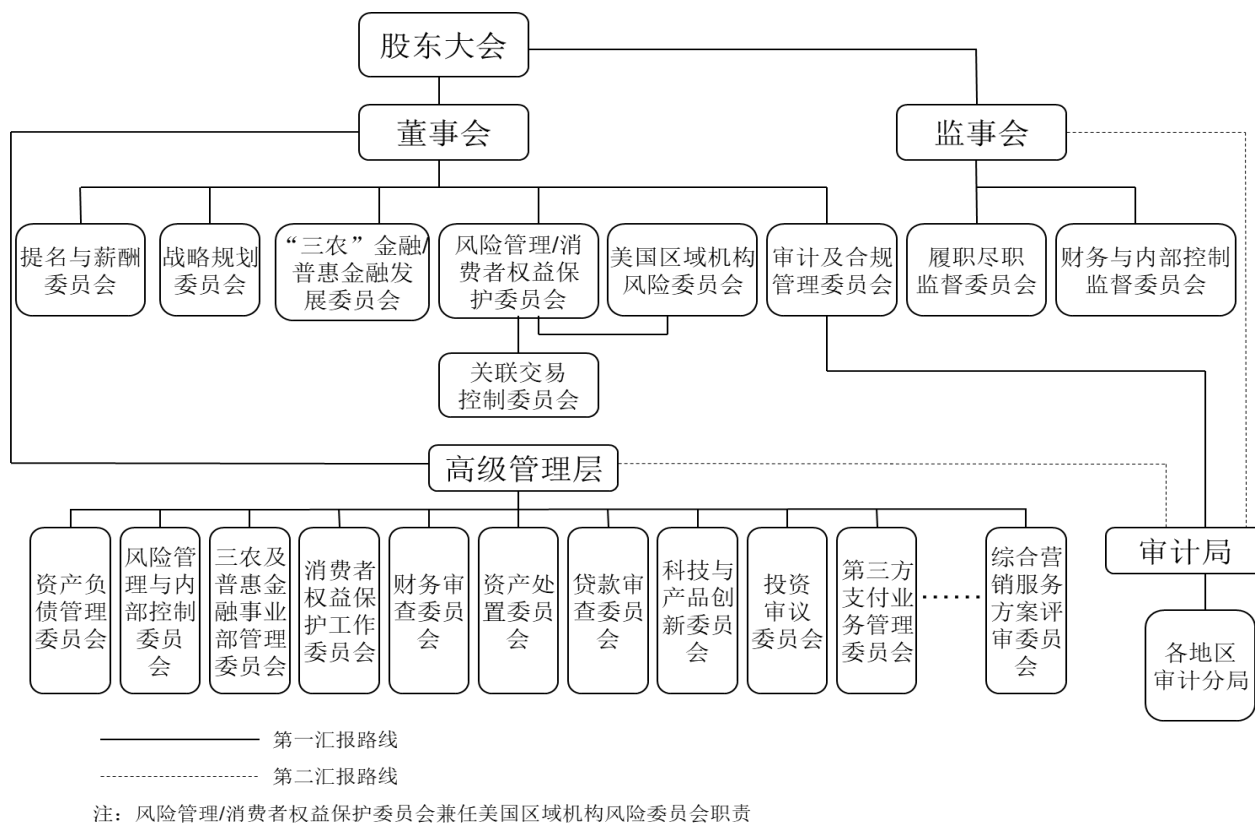 股东大会
董事会
监事会
提名与薪酬
委员会
战略规划
委员会
“三农”金融/
普惠金融发
展委员会
风险管理/消
费者权益保
护委员会
美国区域机构
风险委员会
审计及合规
管理委员会
履职尽职
监督委员会
财务与内部控制
监督委员会
关联交易
控制委员会
高级管理层
审计局
资产负
债管理
委员会
风险管
理与内
部控制
委员
会
三农及
普惠金
融事业
部管理
委员会
消费者
权益保
护工作
委员会
财务审
查委员
会
资产处
置委员
会
贷款审
查委员
会
科技与
产品创
新委员
会
投资
审议
委员会
第三方
支付业
务管理
委员会
……
综合营
销服务
方案评
审委员
会
各地区
审计分局
第一汇报路线
第二汇报路线
注：风险管理/消费者权益保护委员会兼任美国区域机构风险委员会职责